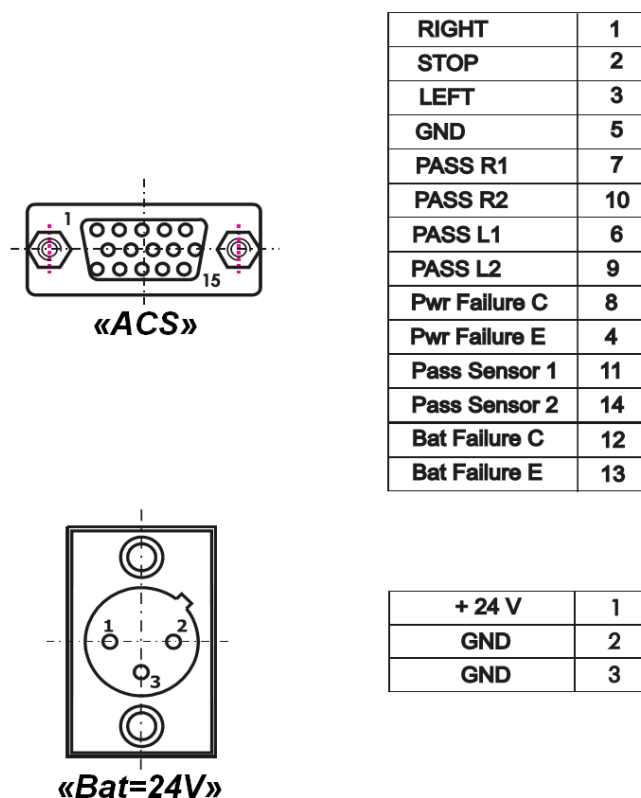 RIGHT 1
STOP 2
LEFT 3
GND 5
PASS R1 7
PASS R2 10
PASS L1 6
PASS L2 9
Pwr Failure C 8
Pwr Failure E 4
Pass Sensor 1 11
Pass Sensor 2 14
Bat Failure C 12
Bat Failure E 13
1
15
«ACS»
+ 24 V 1
GND 2
GND 3
1 2
3
«Bat=24V»